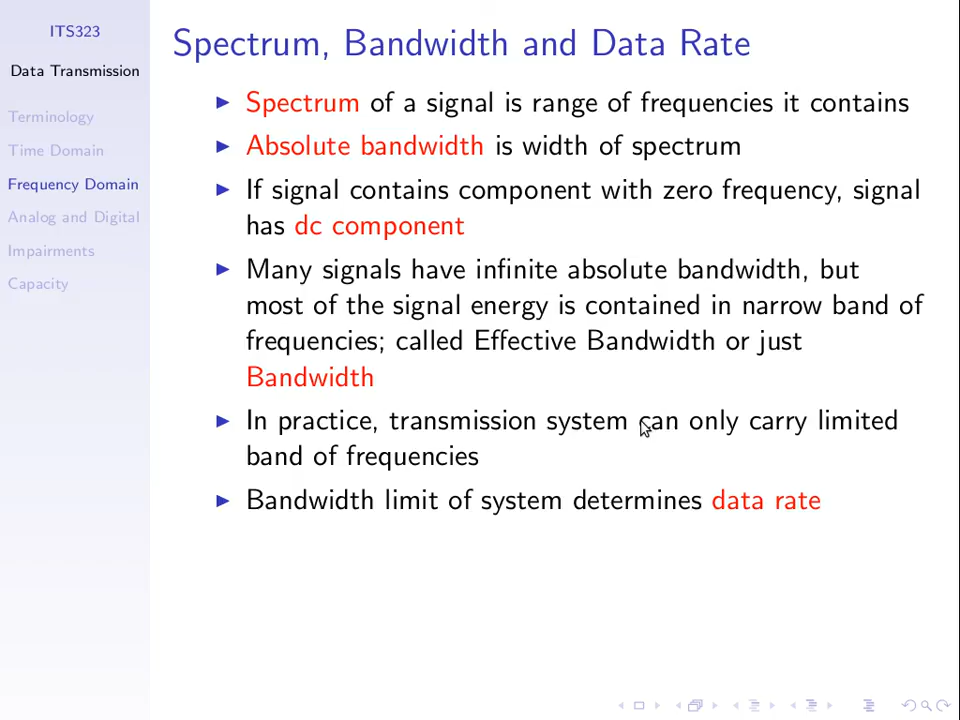 ITS323
Data Transmission
Terminology
Time Domain
Frequency Domain
Analog and Digital
Impairments
Capacity
Spectrum, Bandwidth and Data Rate
Spectrum of a signal is range of frequencies it contains
Absolute bandwidth is width of spectrum
If signal contains component with zero frequency, signal
has dc component
Many signals have infinite absolute bandwidth, but
most of the signal energy is contained in narrow band of
frequencies; called Effective Bandwidth or just
Bandwidth
In practice, transmission system can only carry limited
band of frequencies
Bandwidth limit of system determines data rate